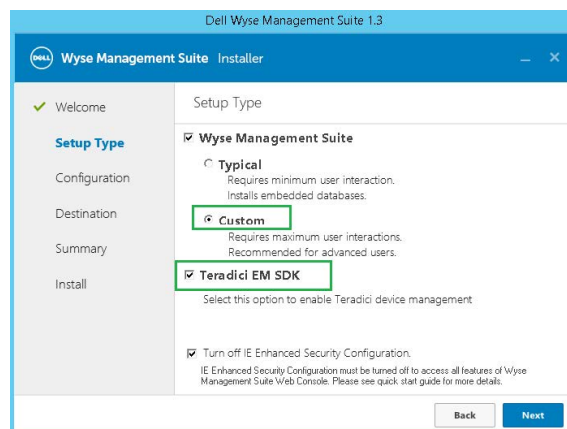 Dell Wyse Management Suite 1.3
DELL
Wyse Management Suite Installer
Welcome
Setup Type
Configuration
Destination
Summary
Install
Setup Type
Wyse Management Suite
Typical
Requires minimum user interaction.
Installs embedded databases.
Custom
Requires maximum user interactions.
Recommended for advanced users.
Teradici EM SDK
Select this option to enable Teradici device management
Turn off IE Enhanced Security Configuration.
IE Enhanced Security Configuration must be turned off to access all features of Wyse
Management Suite Web Console. Please see quick start guide for more details.
Back
Next